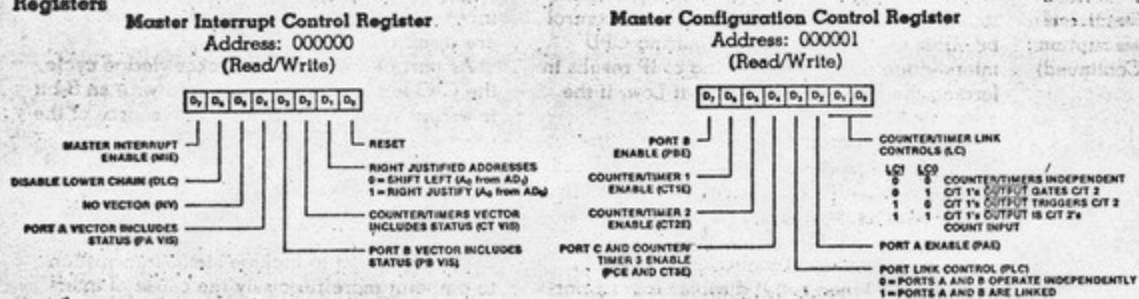 Registers
Master Interrupt Control Register
Address: 000000
(Read/Write)
D7 D6 D5 D4 D3 D2 D1 D0
MASTER INTERRUPT
ENABLE (MIE)
DISABLE LOWER CHAIN (DLC)
NO VECTOR (NV)
PORT A VECTOR INCLUDES
STATUS (PA VIS)
RESET
RIGHT JUSTIFIED ADDRESSES
0 = SHIFT LEFT (A0 from AD1)
1 = RIGHT JUSTIFY (A0 from AD0)
COUNTER/TIMERS VECTOR
INCLUDES STATUS (CT VIS)
PORT B VECTOR INCLUDES
STATUS (PB VIS)
Master Configuration Control Register
Address: 000001
(Read/Write)
D7 D6 D5 D4 D3 D2 D1 D0
PORT B
ENABLE (PBE)
COUNTER/TIMER 1
ENABLE (CT1E)
COUNTER/TIMER 2
ENABLE (CT2E)
PORT C AND COUNTER/
TIMER 3 ENABLE
(PCE AND CT3E)
COUNTER/TIMER LINK
CONTROLS (LC)
LC1 LC0
0 0 COUNTER/TIMERS INDEPENDENT
0 1 C/T 1's OUTPUT GATES C/T 2
1 0 C/T 1's OUTPUT TRIGGERS C/T 2
1 1 C/T 1's OUTPUT IS C/T 2's
COUNT INPUT
PORT A ENABLE (PAE)
PORT LINK CONTROL (PLC)
0 = PORTS A AND B OPERATE INDEPENDENTLY
1 = PORTS A AND B ARE LINKED